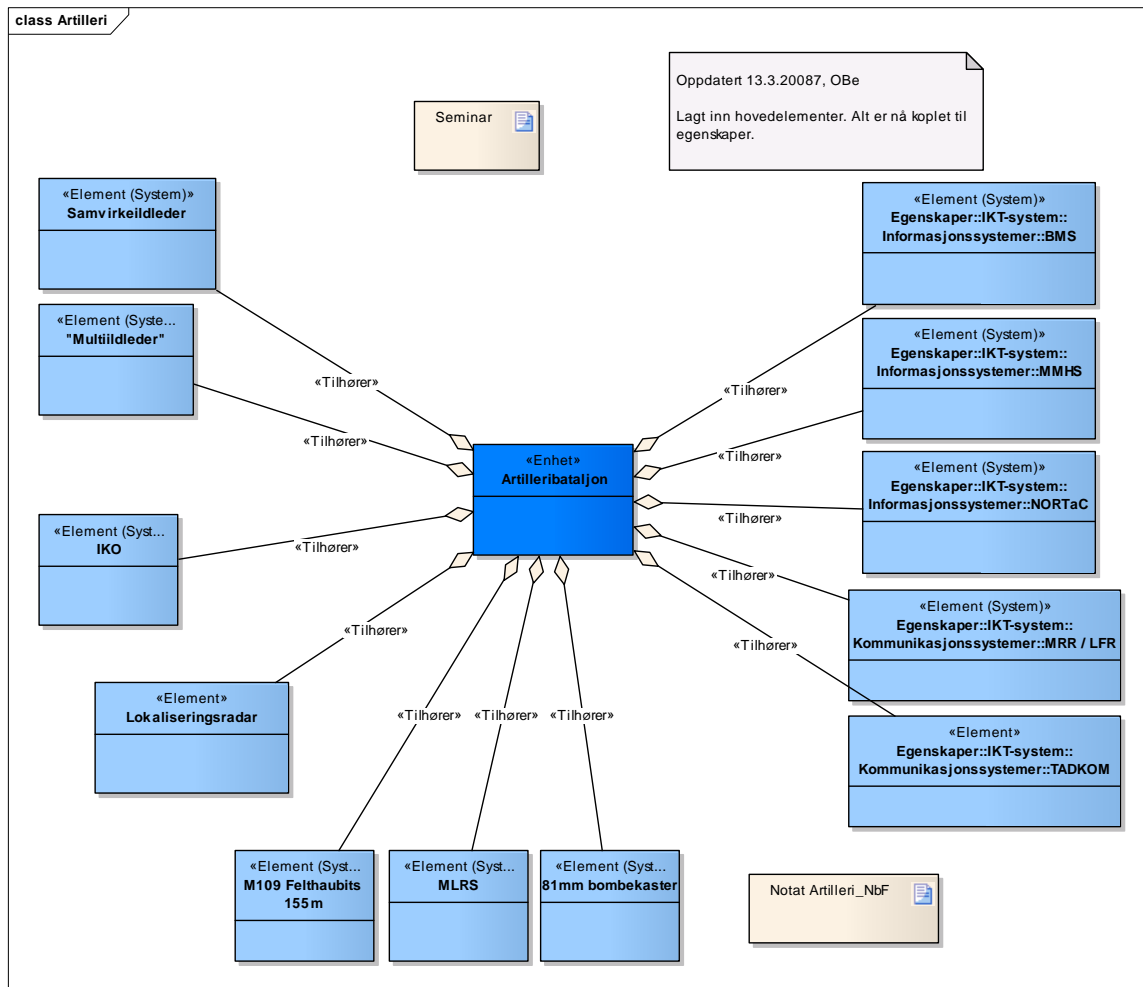 class Artilleri
Oppdatert 13.3.20087, OBe
Lagt inn hovedelementer. Alt er nå koplet til
egenskaper.
Seminar
«Element (System)»
Samvirkeildleder
«Element (Syste...
"Multiildleder"
«Element (Syst...
IKO
«Element»
Lokaliseringsradar
«Element (Syst...
M109 Felthaubits
155m
«Element (Syst...
MLRS
«Element (Syst...
81mm bombekaster
«Enhet»
Artilleribataljon
«Element (System)»
Egenskaper::IKT-system::
Informasjonssystemer::BMS
«Element (System)»
Egenskaper::IKT-system::
Informasjonssystemer::MMHS
«Element (System)»
Egenskaper::IKT-system::
Informasjonssystemer::NORTaC
«Element (System)»
Egenskaper::IKT-system::
Kommunikasjonssystemer::MRR / LFR
«Element»
Egenskaper::IKT-system::
Kommunikasjonssystemer::TADKOM
Notat Artilleri_NbF
«Tilhører»
«Tilhører»
«Tilhører»
«Tilhører»
«Tilhører»
«Tilhører»
«Tilhører»
«Tilhører»
«Tilhører»
«Tilhører»
«Tilhører»
«Tilhører»